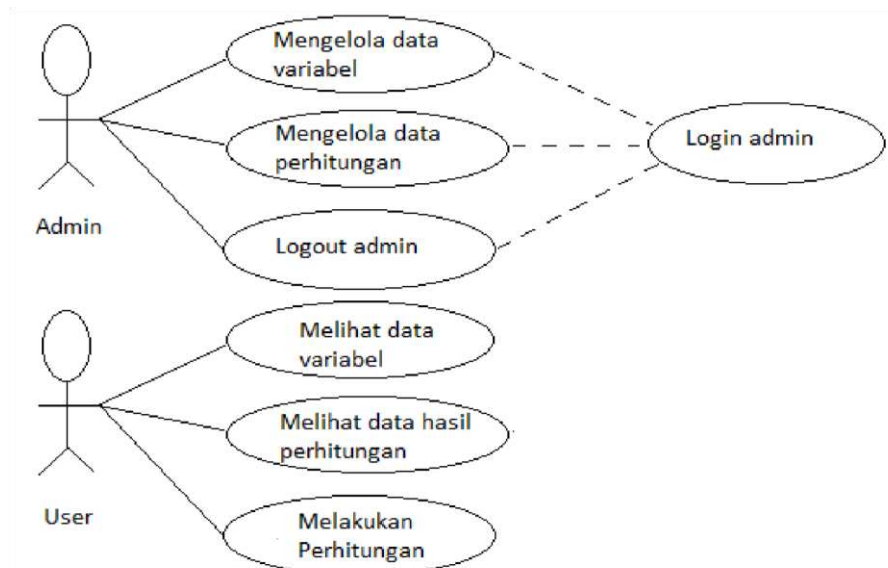 Mengelola data
variabel
Mengelola data
perhitungan
Login admin
Admin
Logout admin
Melihat data
variabel
Melihat data hasil
perhitungan
User
Melakukan
Perhitungan